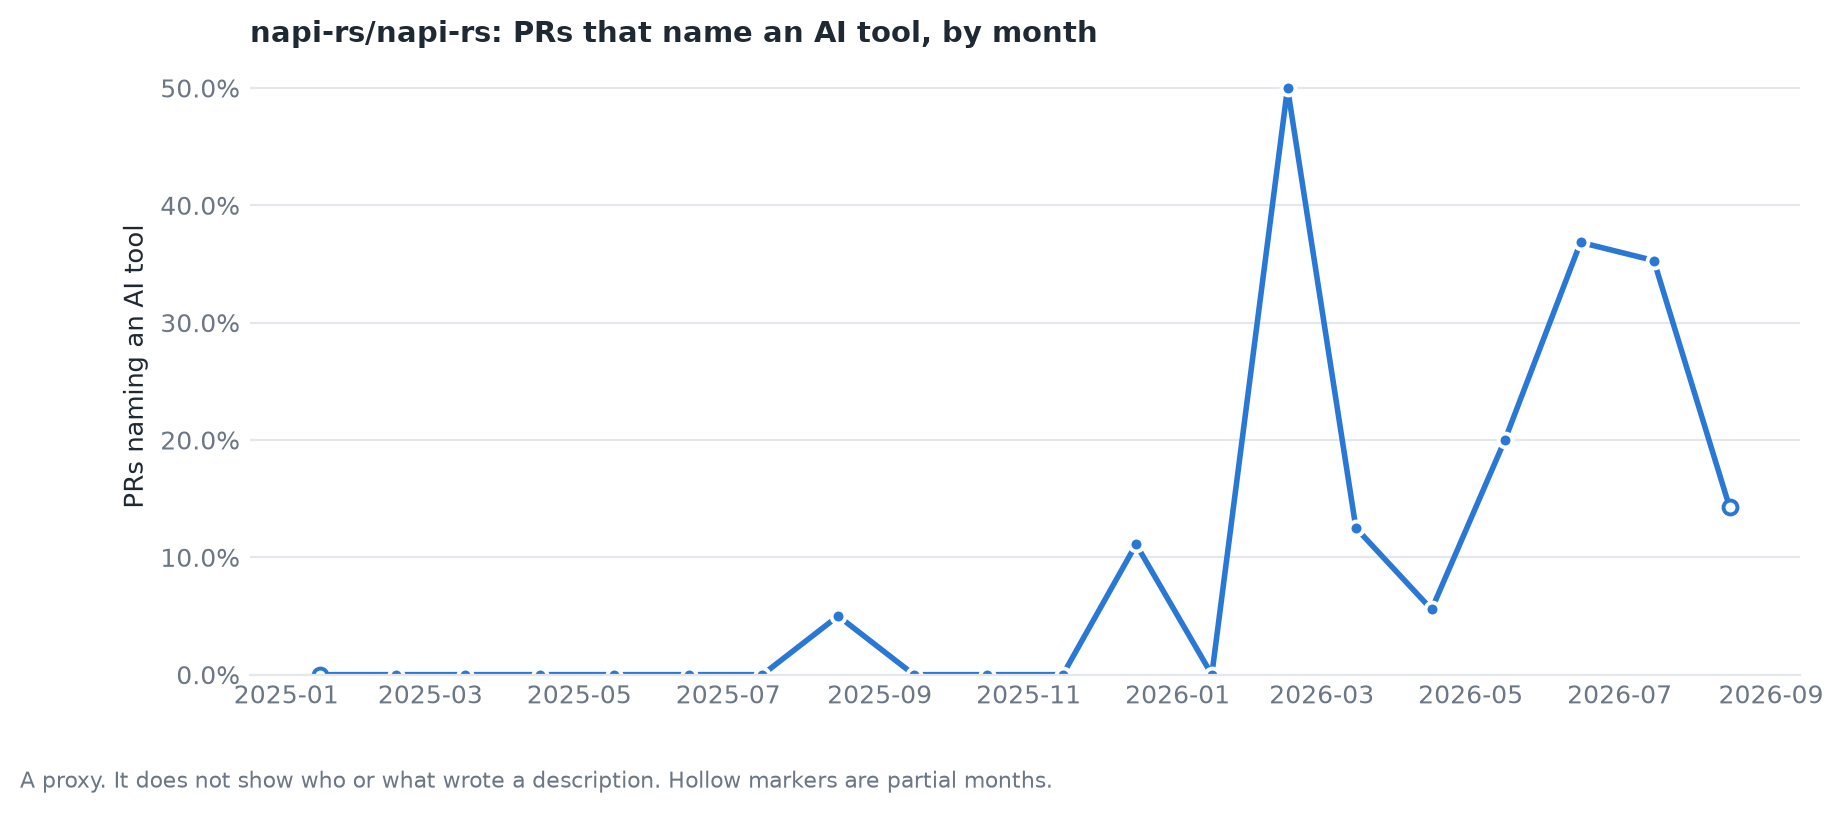 napi-rs/napi-rs: PRs that name an AI tool, by month
PRs naming an AI tool
50.0%
40.0%
30.0%
20.0%
10.0%
0.0%
2025-01 2025-03 2025-05 2025-07 2025-09 2025-11 2026-01 2026-03 2026-05 2026-07 2026-09
A proxy. It does not show who or what wrote a description. Hollow markers are partial months.